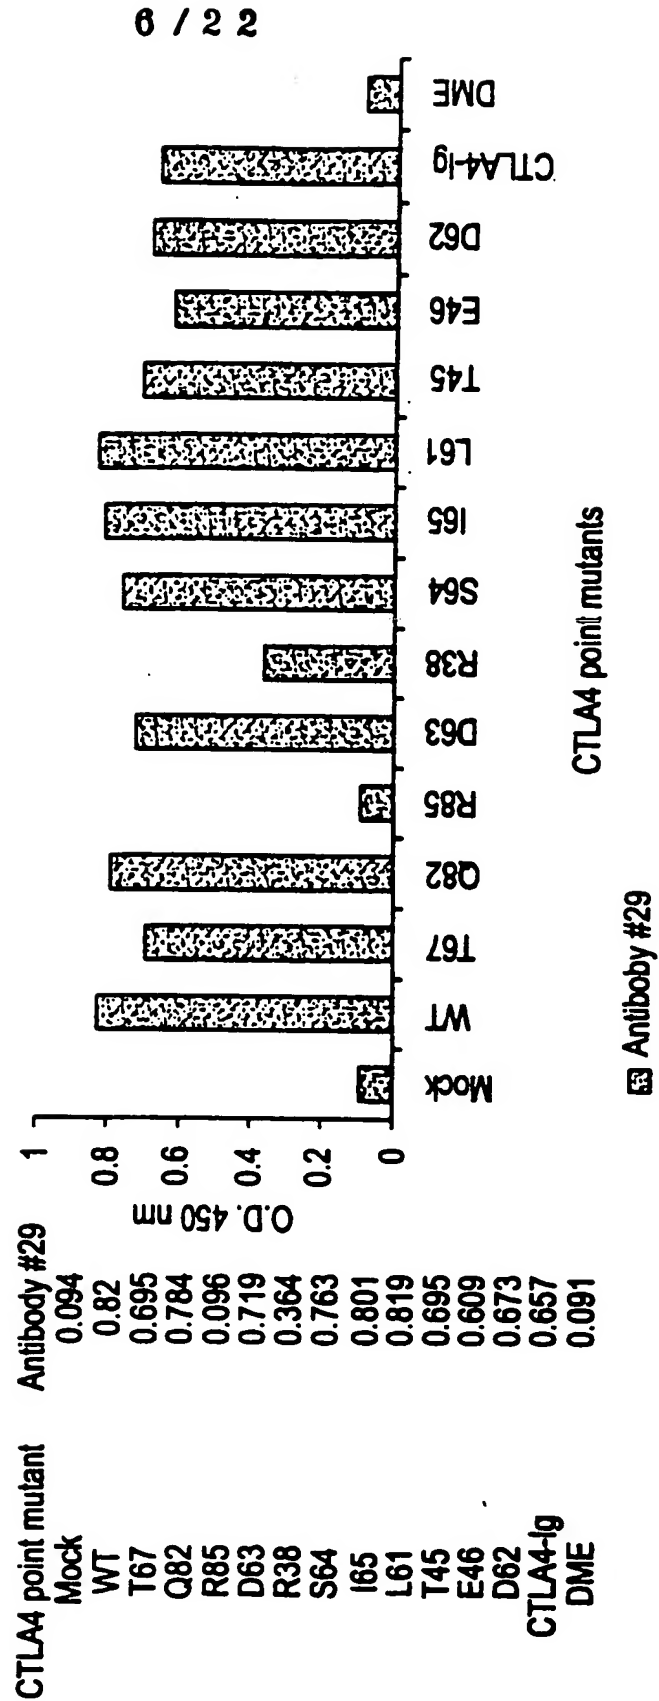 6 / 2 2
CTLA4 point mutant Antibody #29
Mock 0.094
WT 0.82
T67 0.695
Q82 0.784
R85 0.096
D63 0.719
R38 0.364
S64 0.763
I65 0.801
L61 0.819
T45 0.695
E46 0.609
D62 0.673
CTLA4-Ig 0.657
DME 0.091
O.D. 450 nm
1
0.8
0.6
0.4
0.2
0
Mock
WT
T67
Q82
R85
D63
R38
S64
I65
L61
T45
E46
D62
CTLA4-Ig
DME
CTLA4 point mutants
Antiboby #29